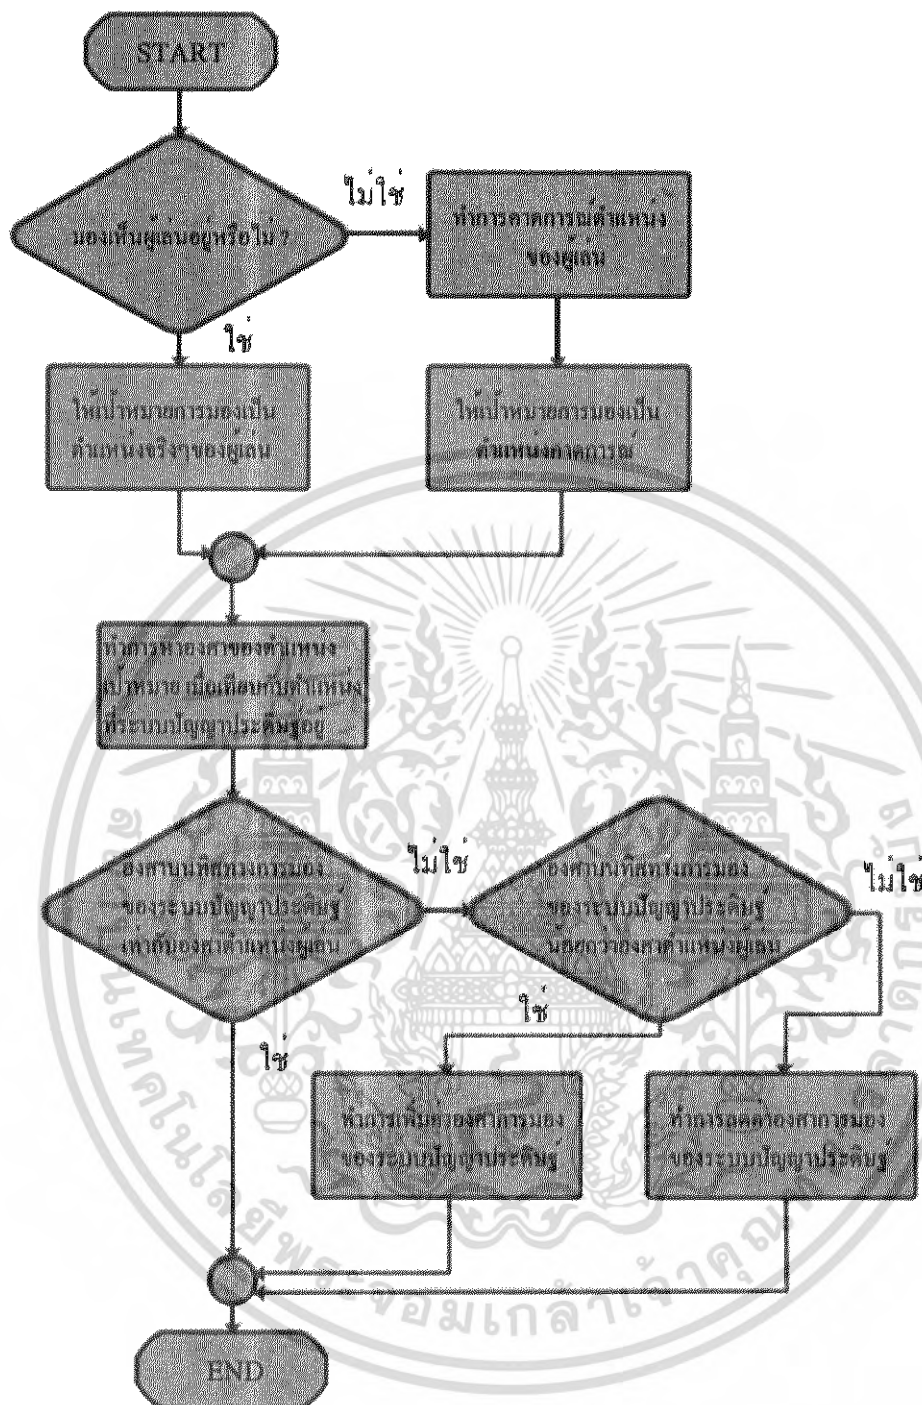 START
มองเห็นผู้เล่นอยู่หรือไม่ ?
ไม่ใช่
ทำการคาดการณ์ตำแหน่ง
ของผู้เล่น
ใช่
ให้เป้าหมายการมองเป็น
ตำแหน่งจริงๆของผู้เล่น
ให้เป้าหมายการมองเป็น
ตำแหน่งคาดการณ์
ทำการหาองศาของตำแหน่ง
เป้าหมาย เมื่อเทียบกับตำแหน่ง
ที่ระบบปัญญาประดิษฐ์อยู่
องศาบนทิศทางการมอง
ของระบบปัญญาประดิษฐ์
เท่ากับองศาตำแหน่งผู้เล่น
ไม่ใช่
องศาบนทิศทางการมอง
ของระบบปัญญาประดิษฐ์
น้อยกว่าองศาตำแหน่งผู้เล่น
ไม่ใช่
ใช่
ใช่
ทำการเพิ่มค่าองศาการมอง
ของระบบปัญญาประดิษฐ์
ทำการลดค่าองศาการมอง
ของระบบปัญญาประดิษฐ์
END
พระจอมเกล้าเจ้าคุณ